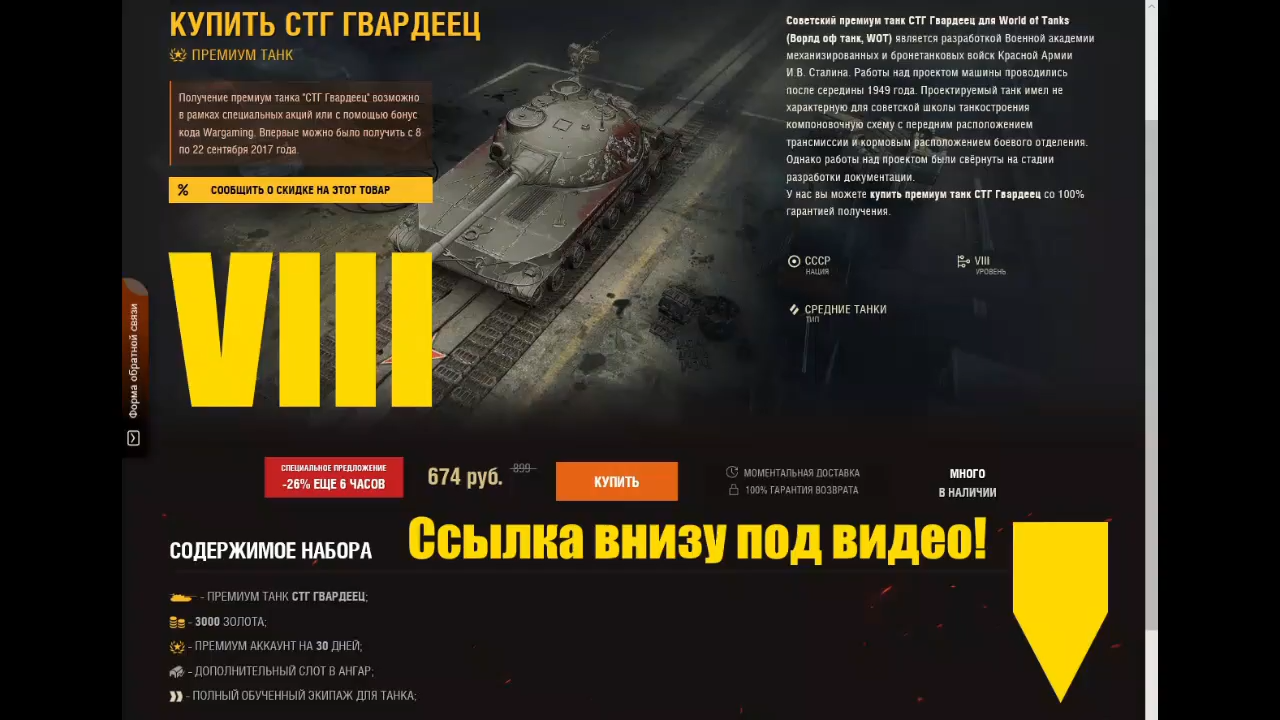 КУПИТЬ СТГ ГВАРДЕЕЦ
ПРЕМИУМ ТАНК
Получение премиум танка "СТГ Гвардеец" возможно
в рамках специальных акций или с помощью бонус
кода Wargaming. Впервые можно было получить с 8
по 22 сентября 2017 года.
% СООБЩИТЬ О СКИДКЕ НА ЭТОТ ТОВАР
VIII
Форма обратной связи
Советский премиум танк СТГ Гвардеец для World of Tanks
(Ворлд оф танк, WOT) является разработкой Военной академии
механизированных и бронетанковых войск Красной Армии
И.В. Сталина. Работы над проектом машины проводились
после середины 1949 года. Проектируемый танк имел не
характерную для советской школы танкостроения
компоновочную схему с передним расположением
трансмиссии и кормовым расположением боевого отделения.
Однако работы над проектом были свёрнуты на стадии
разработки документации.
У нас вы можете купить премиум танк СТГ Гвардеец со 100%
гарантией получения.
СССР
НАЦИЯ
VIII
УРОВЕНЬ
СРЕДНИЕ ТАНКИ
ТИП
СПЕЦИАЛЬНОЕ ПРЕДЛОЖЕНИЕ
-26% ЕЩЕ 6 ЧАСОВ
674 руб. 899
КУПИТЬ
МОМЕНТАЛЬНАЯ ДОСТАВКА
100% ГАРАНТИЯ ВОЗВРАТА
МНОГО
В НАЛИЧИИ
Ссылка внизу под видео!
СОДЕРЖИМОЕ НАБОРА
- ПРЕМИУМ ТАНК СТГ ГВАРДЕЕЦ;
- 3000 ЗОЛОТА;
- ПРЕМИУМ АККАУНТ НА 30 ДНЕЙ;
- ДОПОЛНИТЕЛЬНЫЙ СЛОТ В АНГАР;
- ПОЛНЫЙ ОБУЧЕННЫЙ ЭКИПАЖ ДЛЯ ТАНКА;